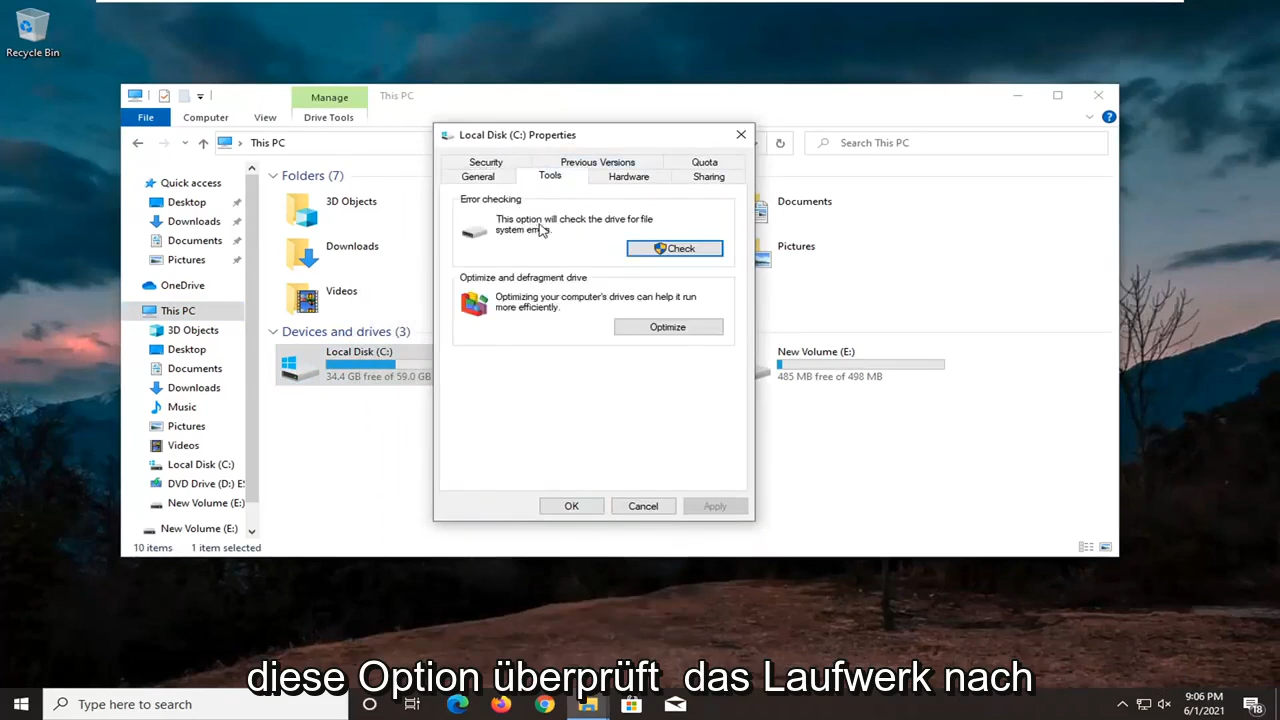 Recycle Bin
Manage
This PC
File
Computer
View
Drive Tools
This PC
Search This PC
Quick access
Desktop
Downloads
Documents
Pictures
OneDrive
This PC
3D Objects
Desktop
Documents
Downloads
Music
Pictures
Videos
Local Disk (C:)
DVD Drive (D:) E
New Volume (E:)
New Volume (E:)
Folders (7)
3D Objects
Downloads
Videos
Documents
Pictures
Devices and drives (3)
Local Disk (C:)
34.4 GB free of 59.0 GB
New Volume (E:)
485 MB free of 498 MB
10 items
1 item selected
Local Disk (C:) Properties
Security
Previous Versions
Quota
General
Tools
Hardware
Sharing
Error checking
This option will check the drive for file
system errors.
Check
Optimize and defragment drive
Optimizing your computer's drives can help it run
more efficiently.
Optimize
OK
Cancel
Apply
diese Option überprüft das Laufwerk nach
Type here to search
9:06 PM
6/1/2021
18